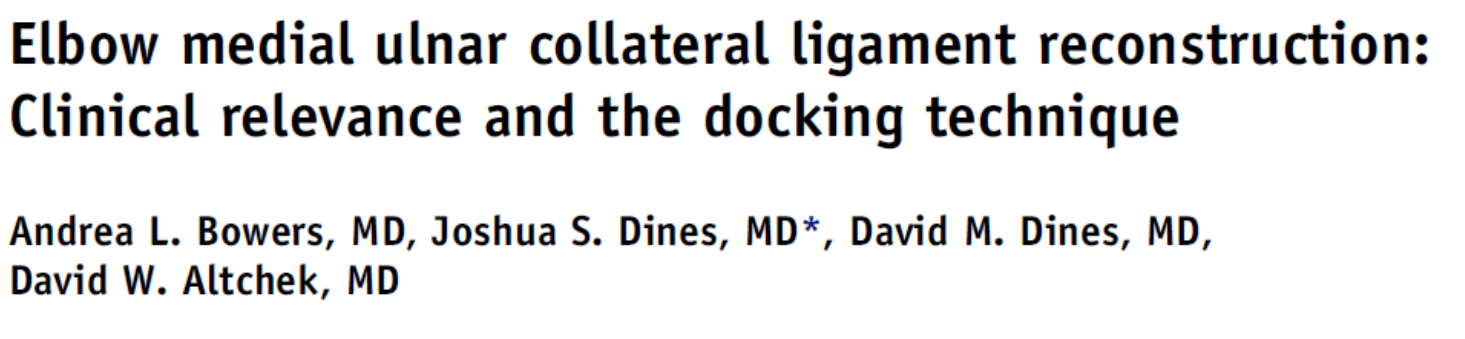 Elbow medial ulnar collateral ligament reconstruction:
Clinical relevance and the docking technique
Andrea L. Bowers, MD, Joshua S. Dines, MD*, David M. Dines, MD,
David W. Altchek, MD